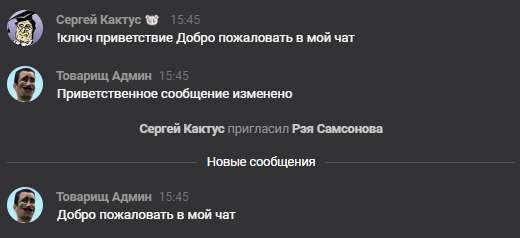 Сергей Кактус 15:45
!ключ приветствие Добро пожаловать в мой чат
Товарищ Админ 15:45
Приветственное сообщение изменено
Сергей Кактус пригласил Рэя Самсонова
Новые сообщения
Товарищ Админ 15:45
Добро пожаловать в мой чат